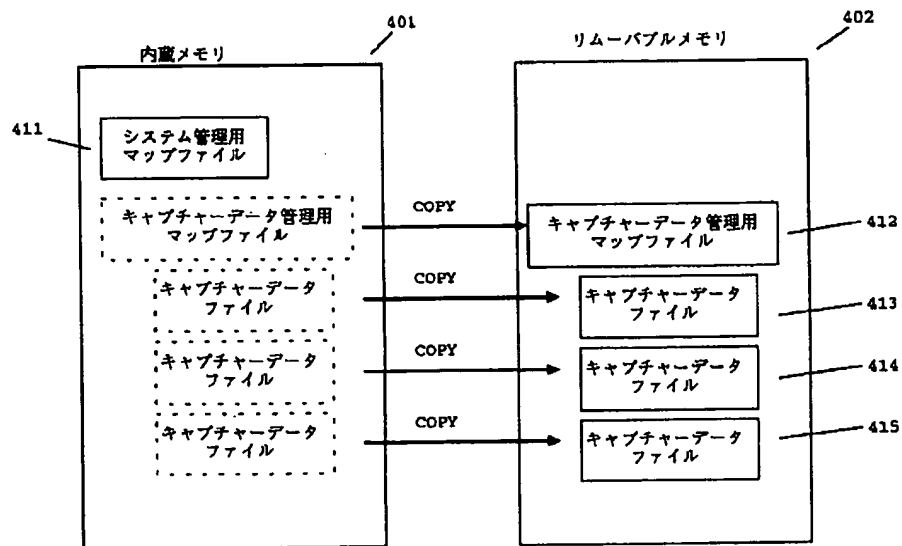 401
402
内蔵メモリ
リムーバブルメモリ
411
システム管理用
マップファイル
キャプチャーデータ管理用
マップファイル
COPY
キャプチャーデータ管理用
マップファイル
412
キャプチャーデータ
ファイル
COPY
キャプチャーデータ
ファイル
413
キャプチャーデータ
ファイル
COPY
キャプチャーデータ
ファイル
414
キャプチャーデータ
ファイル
COPY
キャプチャーデータ
ファイル
415